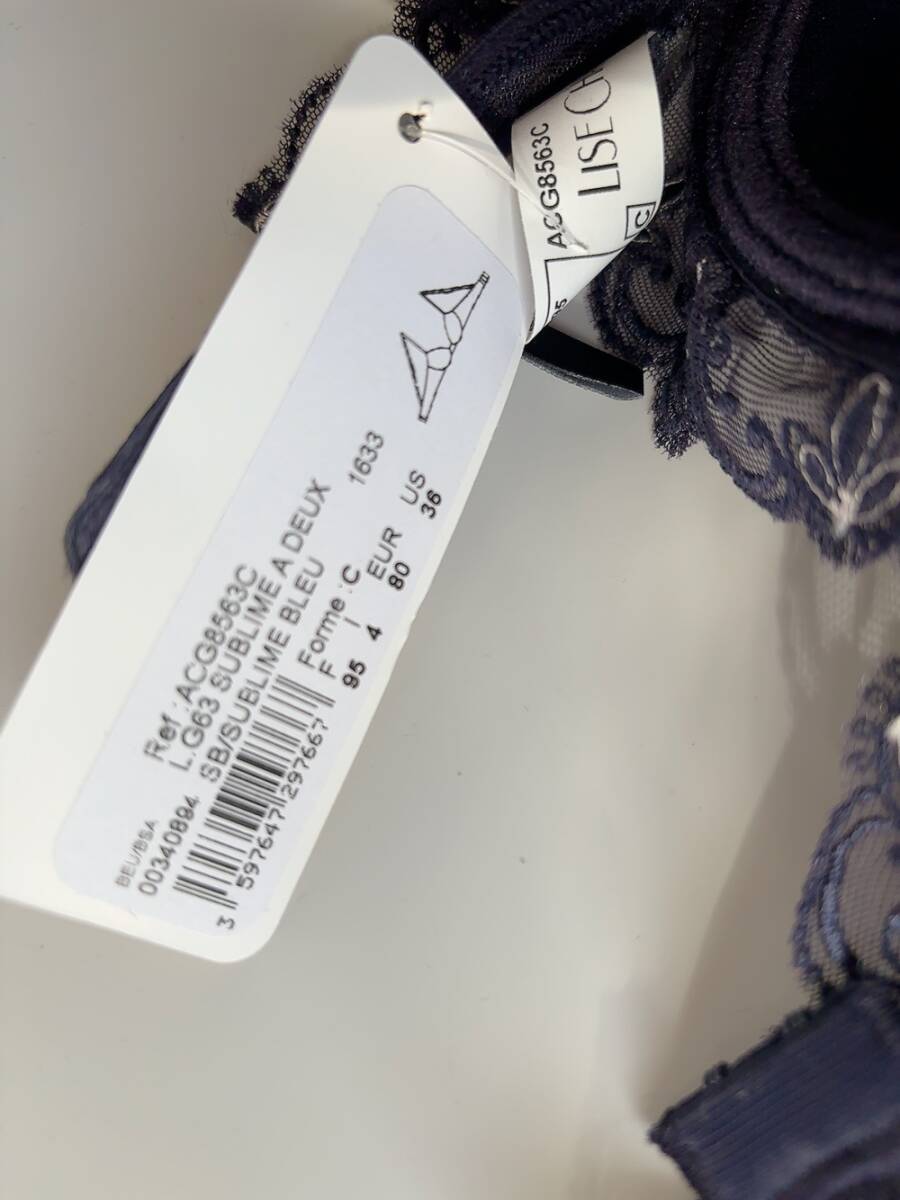 ACG8563C
LISE CH
C
1633
Ref :ACG8563C
L.G63 SUBLIME A DEUX
SB/SUBLIME BLEU
BEU/BSA
00340894
Forme :C
F I EUR US
95 4 80 36
3 597647 297667